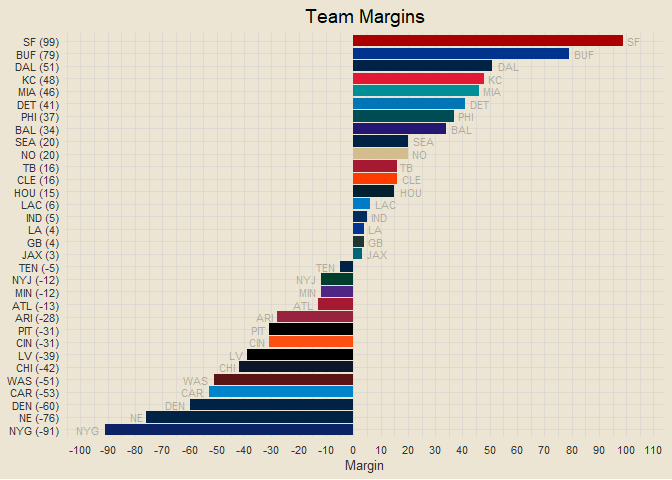 Team Margins
SF (99) SF
BUF (79) BUF
DAL (51) DAL
KC (48) KC
MIA (46) MIA
DET (41) DET
PHI (37) PHI
BAL (34) BAL
SEA (20) SEA
NO (20) NO
TB (16) TB
CLE (16) CLE
HOU (15) HOU
LAC (6) LAC
IND (5) IND
LA (4) LA
GB (4) GB
JAX (3) JAX
TEN (-5) TEN
NYJ (-12) NYJ
MIN (-12) MIN
ATL (-13) ATL
ARI (-28) ARI
PIT (-31) PIT
CIN (-31) CIN
LV (-39) LV
CHI (-42) CHI
WAS (-51) WAS
CAR (-53) CAR
DEN (-60) DEN
NE (-76) NE
NYG (-91) NYG
-100 -90 -80 -70 -60 -50 -40 -30 -20 -10 0 10 20 30 40 50 60 70 80 90 100 110
Margin